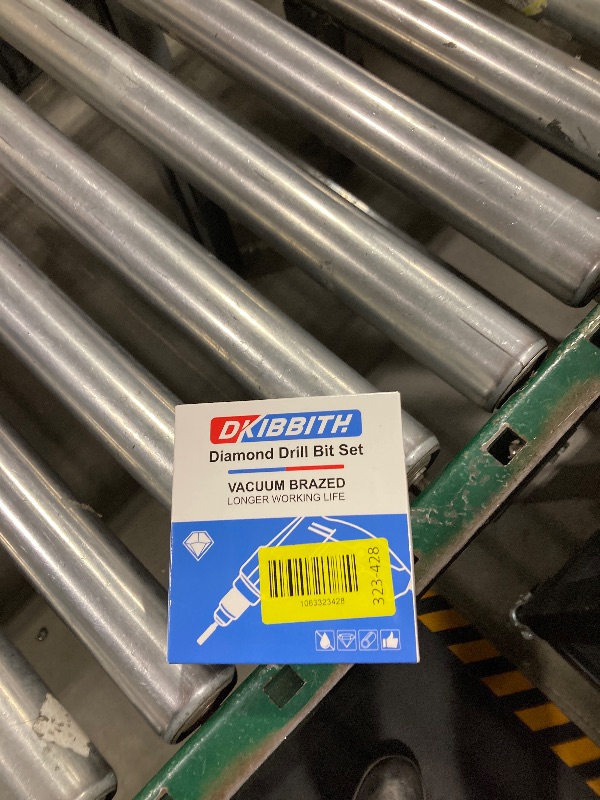 DKIBBITH
Diamond Drill Bit Set
VACUUM BRAZED
LONGER WORKING LIFE
1063323428
323-428